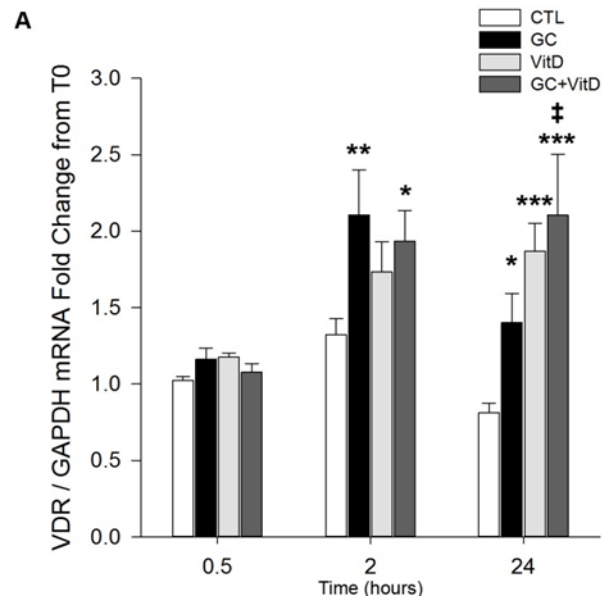 A
CTL
GC
VitD
GC+VitD
VDR / GAPDH mRNA Fold Change from T0
3.0
2.5
2.0
1.5
1.0
0.5
0.0
**
*
*
***
‡
***
0.5
2
24
Time (hours)